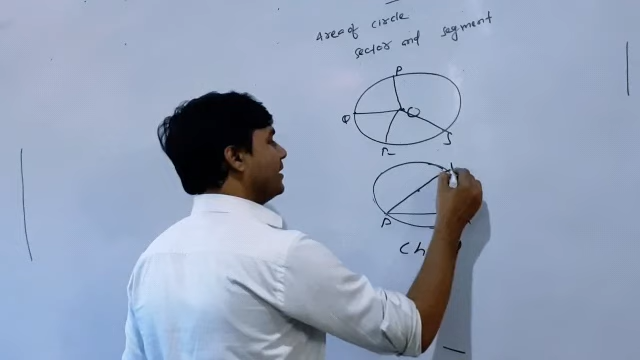 Area of circle
sector and segment
P
O
Q
S
R
Ch